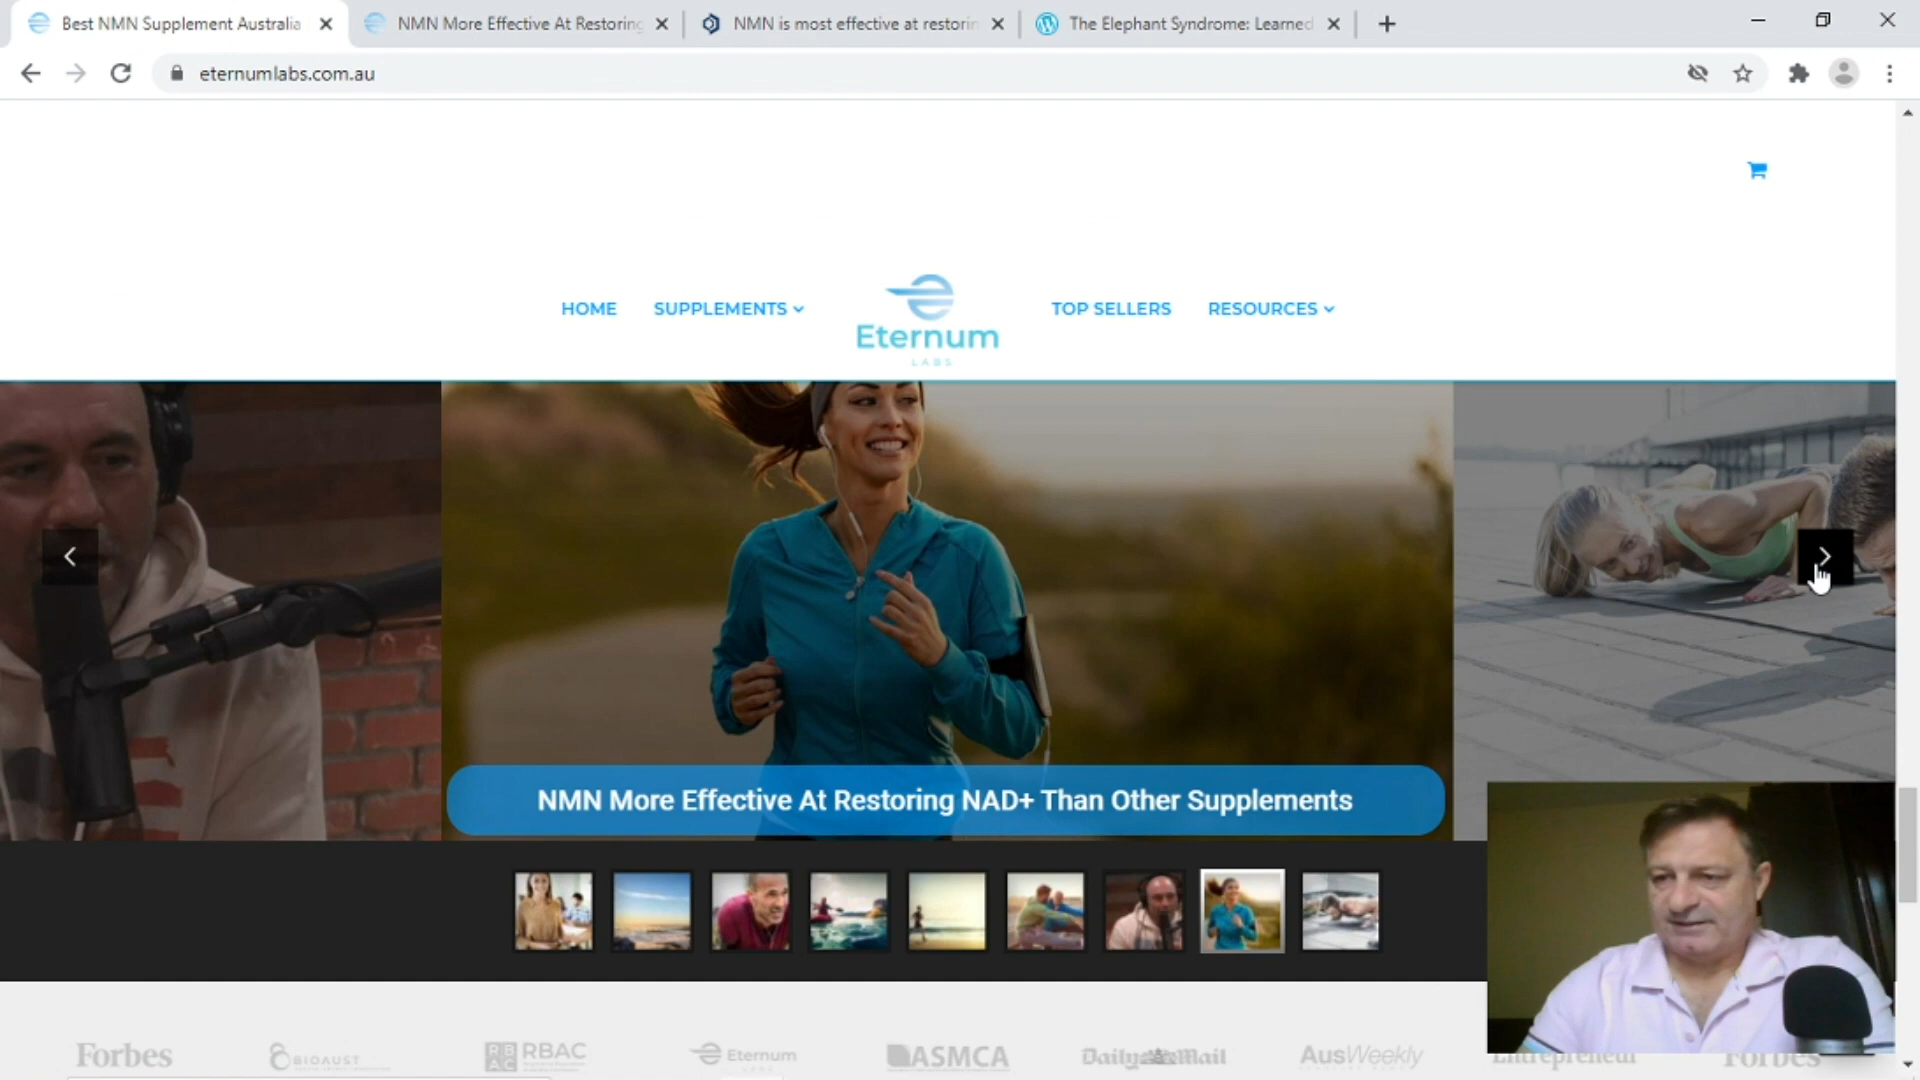 Best NMN Supplement Australia
NMN More Effective At Restoring
NMN is most effective at restorin
The Elephant Syndrome: Learned
eternumlabs.com.au
HOME
SUPPLEMENTS
Eternum
LABS
TOP SELLERS
RESOURCES
NMN More Effective At Restoring NAD+ Than Other Supplements
Forbes
BIOAUST
RBAC
Eternum
ASMCA
Daily Mail
AusWeekly
Entrepreneur
Forbes